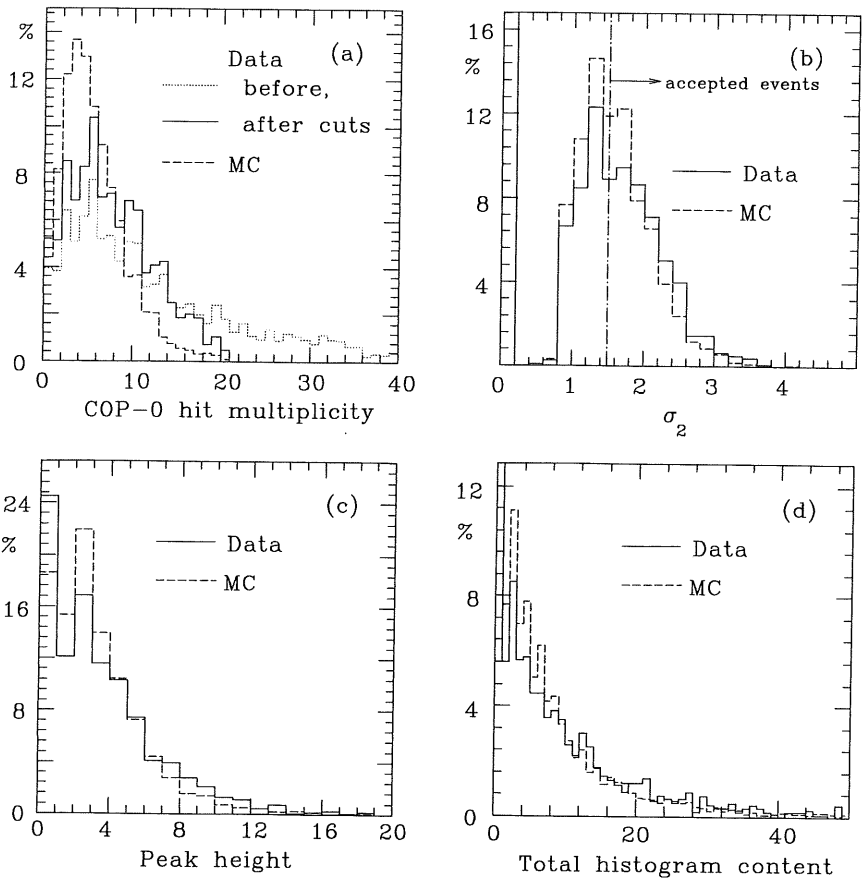 %
12
8
4
0
(a)
Data
before,
after cuts
MC
0 10 20 30 40
COP-0 hit multiplicity
16
%
12
8
4
0
(b)
accepted events
Data
MC
0 1 2 3 4
σ2
24
%
16
8
0
(c)
Data
MC
0 4 8 12 16 20
Peak height
12
%
8
4
0
(d)
Data
MC
0 20 40
Total histogram content